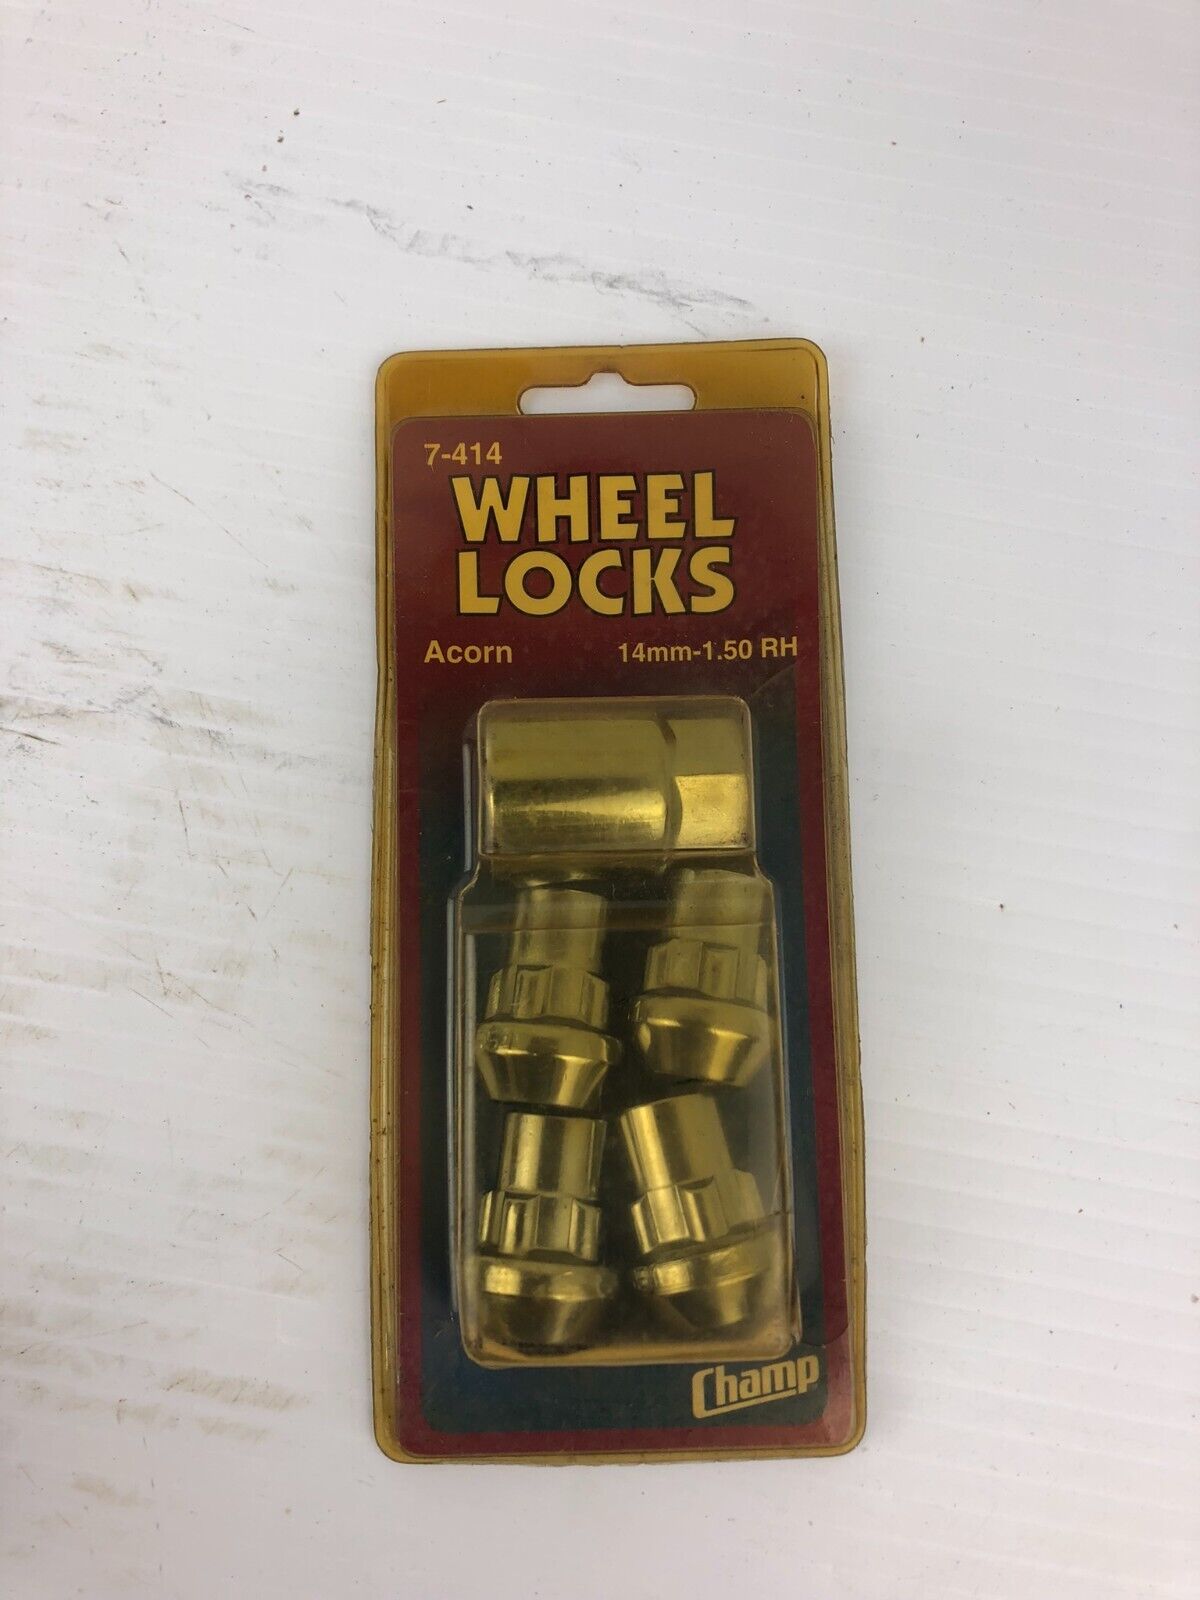 7-414
WHEEL
LOCKS
Acorn 14mm-1.50 RH
Champ